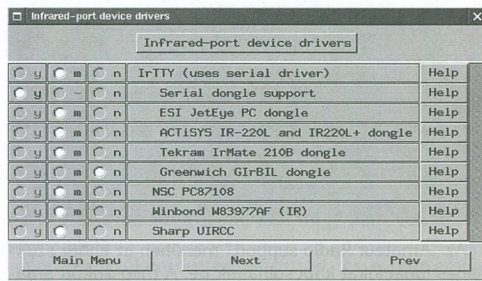 Infrared-port device drivers
Infrared-port device drivers
y m n IrTTY (uses serial driver) Help
y - n Serial dongle support Help
y m n ESI JetEye PC dongle Help
y m n ACTiSYS IR-220L and IR220L+ dongle Help
y m n Tekram IrMate 210B dongle Help
y m n Greenwich GIrBIL dongle Help
y m n NSC PC87108 Help
y m n Winbond W83977AF (IR) Help
y m n Sharp UIRCC Help
Main Menu Next Prev